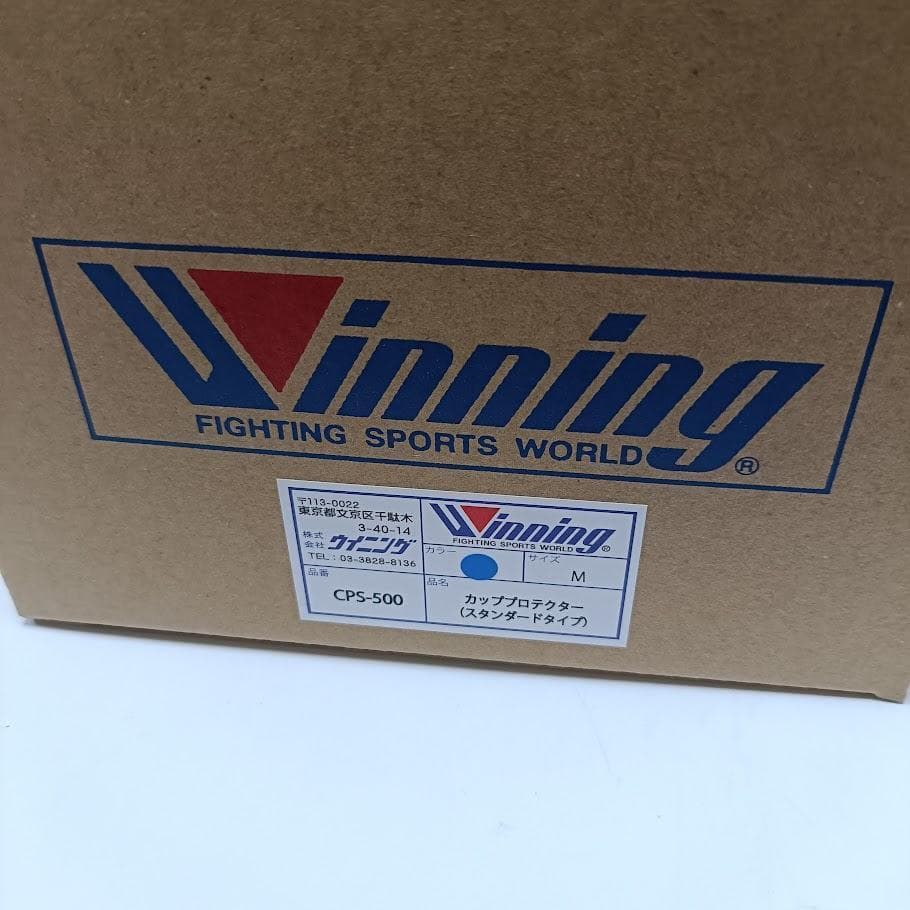 Winning®
FIGHTING SPORTS WORLD
〒113-0022
東京都文京区千駄木
3-40-14
株式会社 ウイニング
TEL：03-3828-8136
Winning®
FIGHTING SPORTS WORLD
カラー
サイズ
M
品番
CPS-500
品名
カッププロテクター
(スタンダードタイプ)